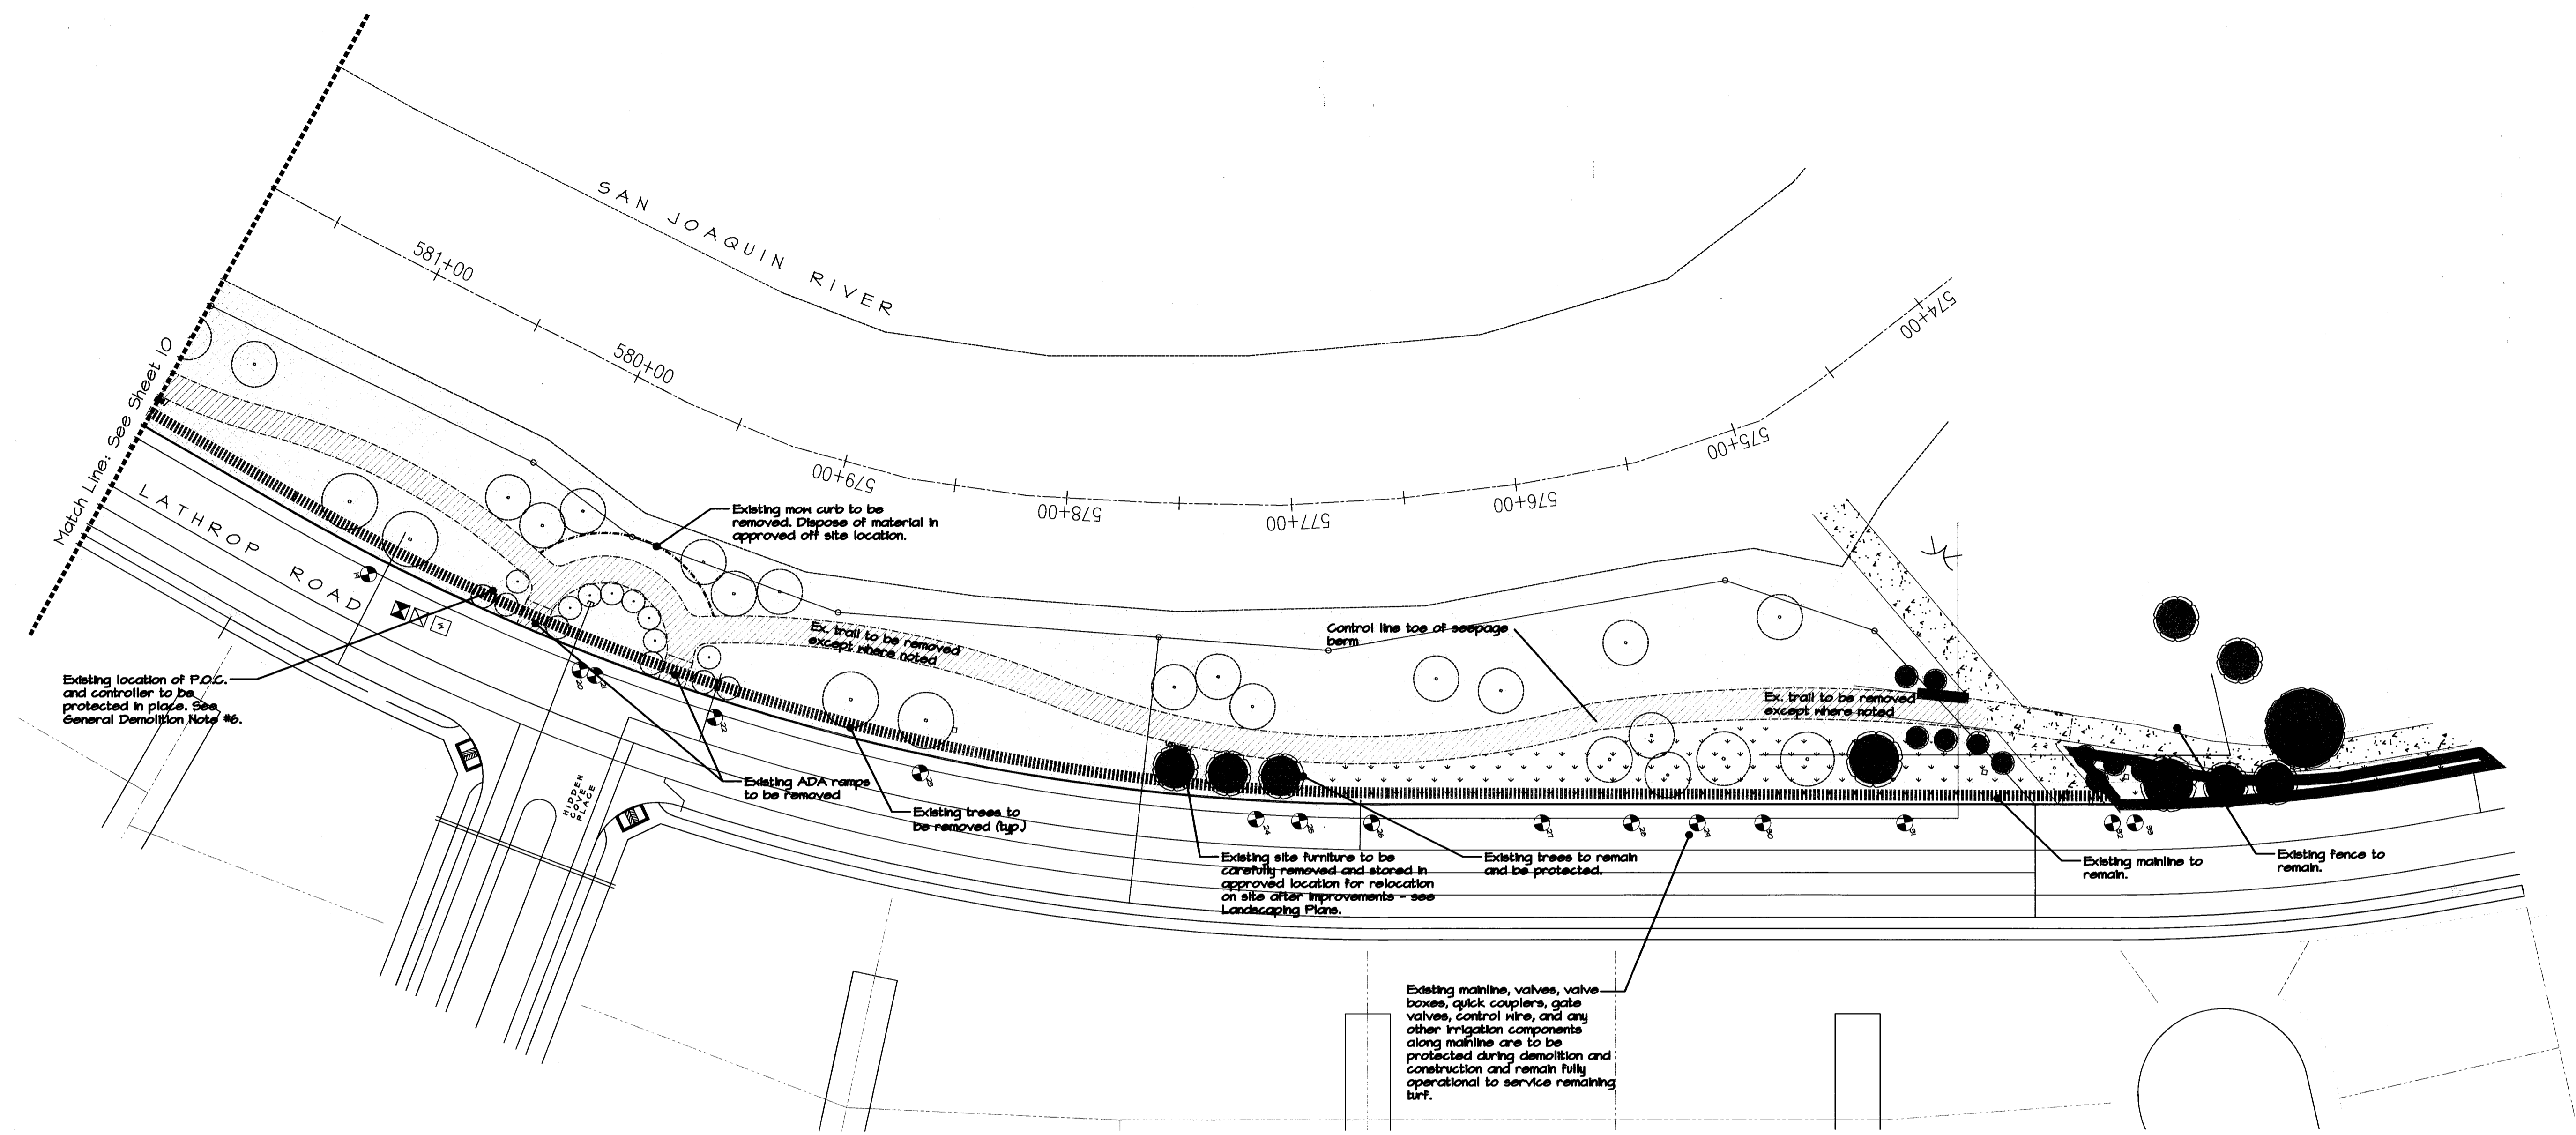 SAN JOAQUIN RIVER
581+00
580+00
579+00
578+00
577+00
576+00
575+00
574+00
Match Line: See Sheet 10
LATHROP ROAD
Existing mow curb to be
removed. Dispose of material in
approved off site location.
Ex. trail to be removed
except where noted
Control line toe of seepage
berm
Ex. trail to be removed
except where noted
Existing location of P.O.C.
and controller to be
protected in place. See
General Demolition Note #6.
HIDDEN
COVE
PLACE
Existing ADA ramps
to be removed
Existing trees to
be removed (typ.)
Existing site furniture to be
carefully removed and stored in
approved location for relocation
on site after improvements - see
Landscaping Plans.
Existing trees to remain
and be protected.
Existing mainline to
remain.
Existing fence to
remain.
Existing mainline, valves, valve
boxes, quick couplers, gate
valves, control wire, and any
other irrigation components
along mainline are to be
protected during demolition and
construction and remain fully
operational to service remaining
turf.